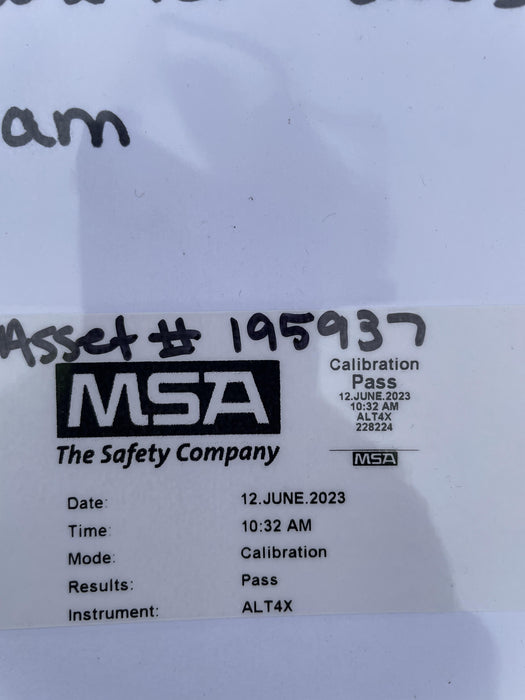 am
Asset # 195937
MSA
The Safety Company
Calibration
Pass
12.JUNE.2023
10:32 AM
ALT4X
228224
MSA
Date: 12.JUNE.2023
Time: 10:32 AM
Mode: Calibration
Results: Pass
Instrument: ALT4X